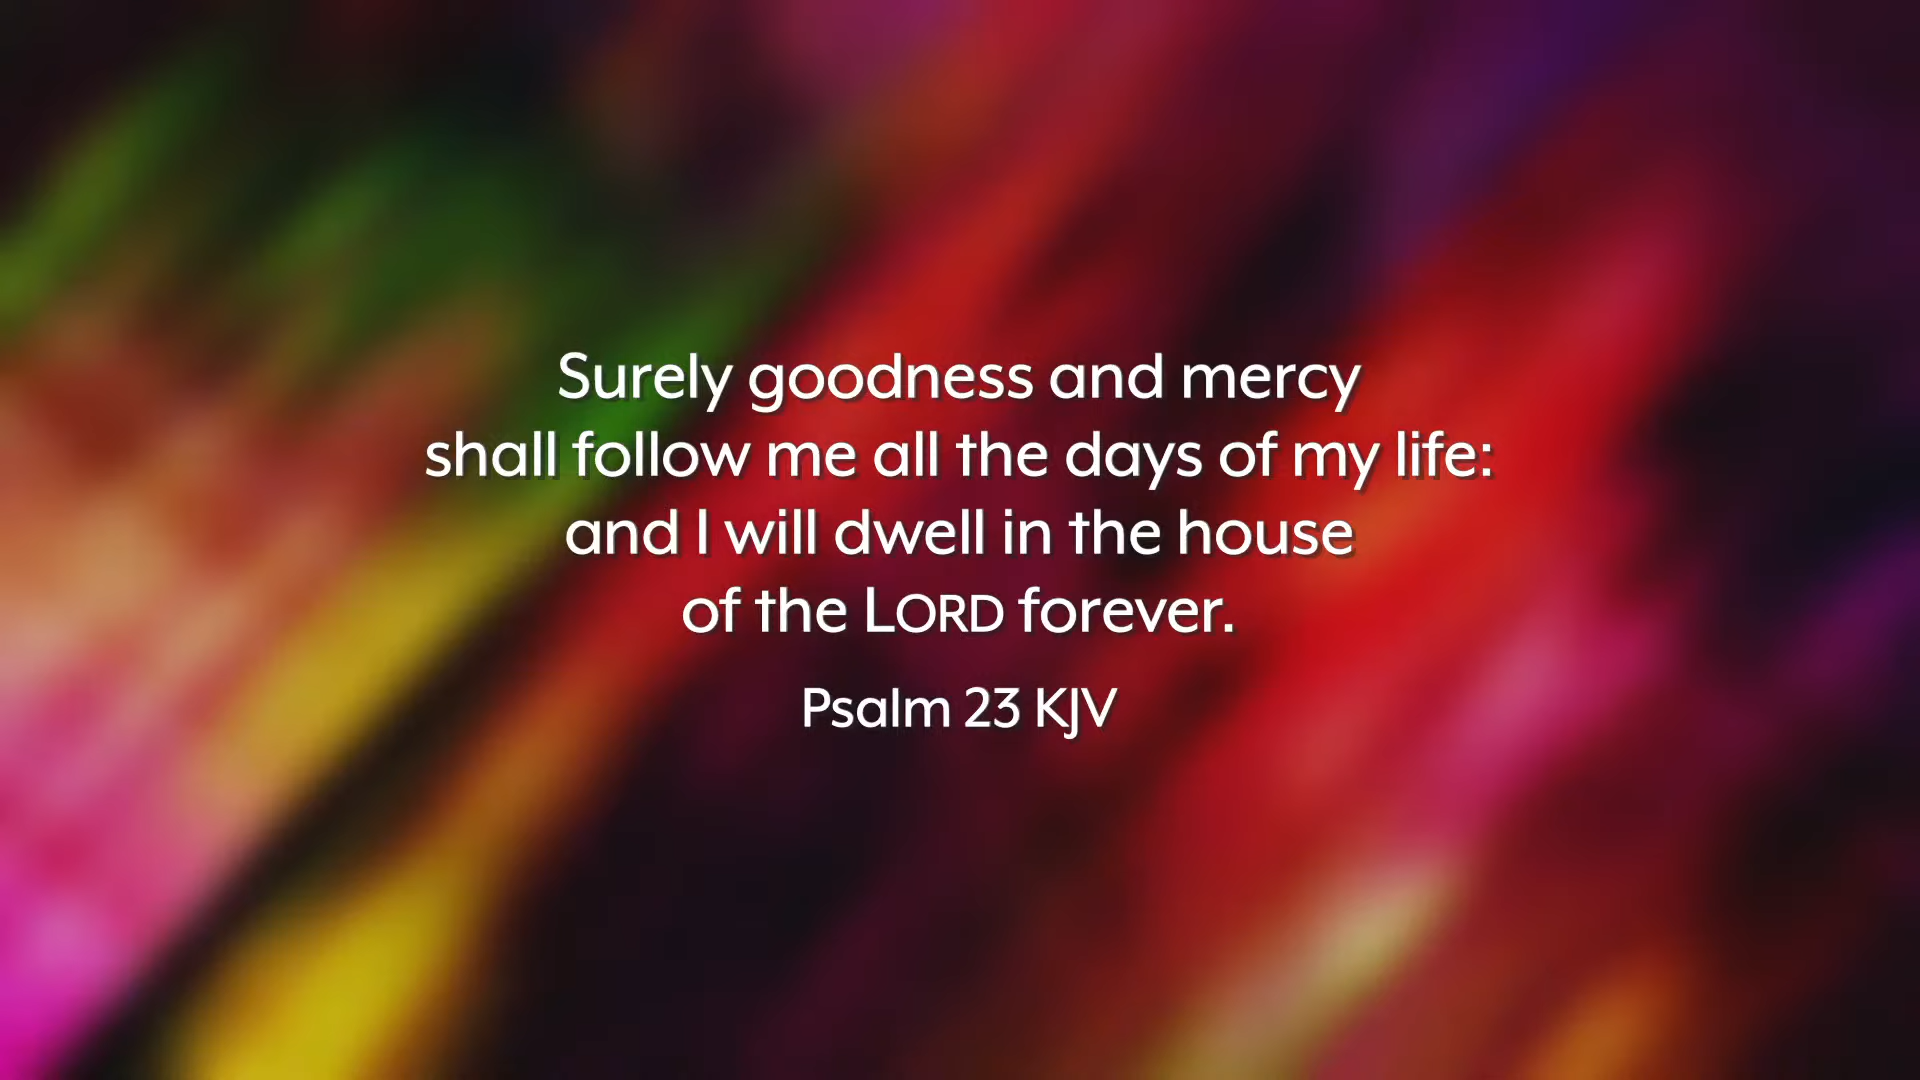 Surely goodness and mercy
shall follow me all the days of my life:
and I will dwell in the house
of the LORD forever.
Psalm 23 KJV